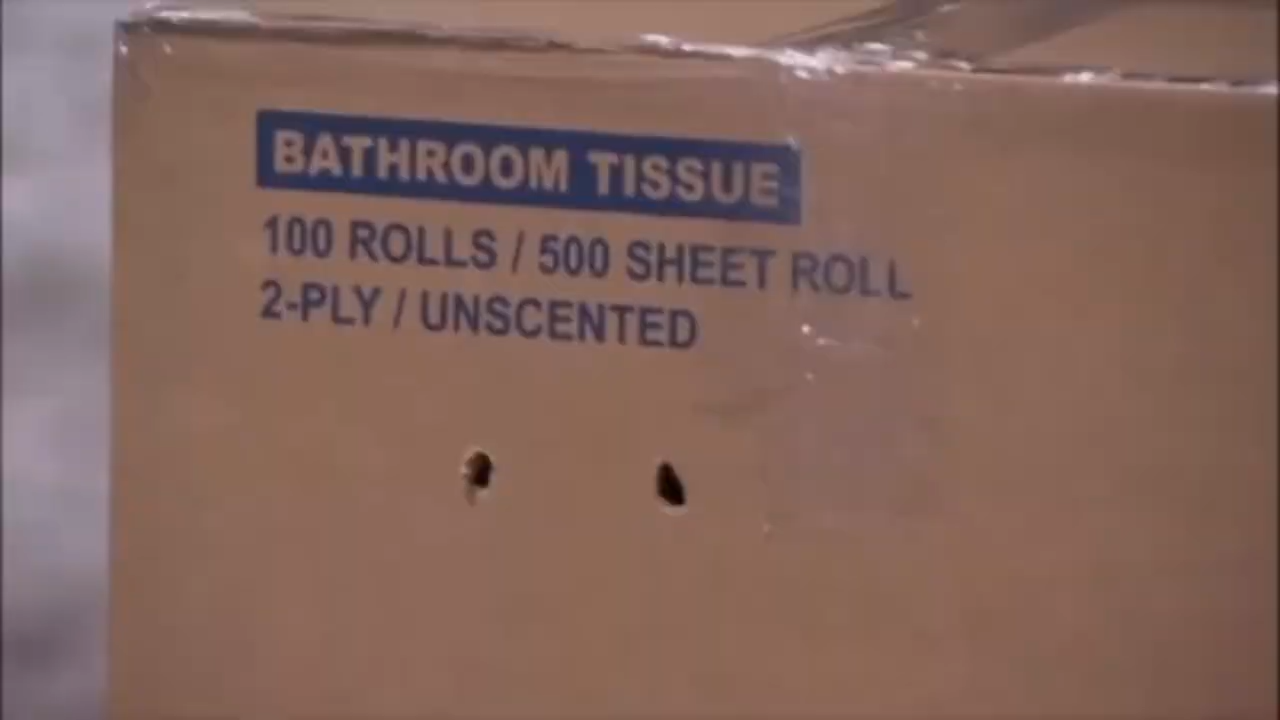 BATHROOM TISSUE
100 ROLLS / 500 SHEET ROLL
2-PLY / UNSCENTED